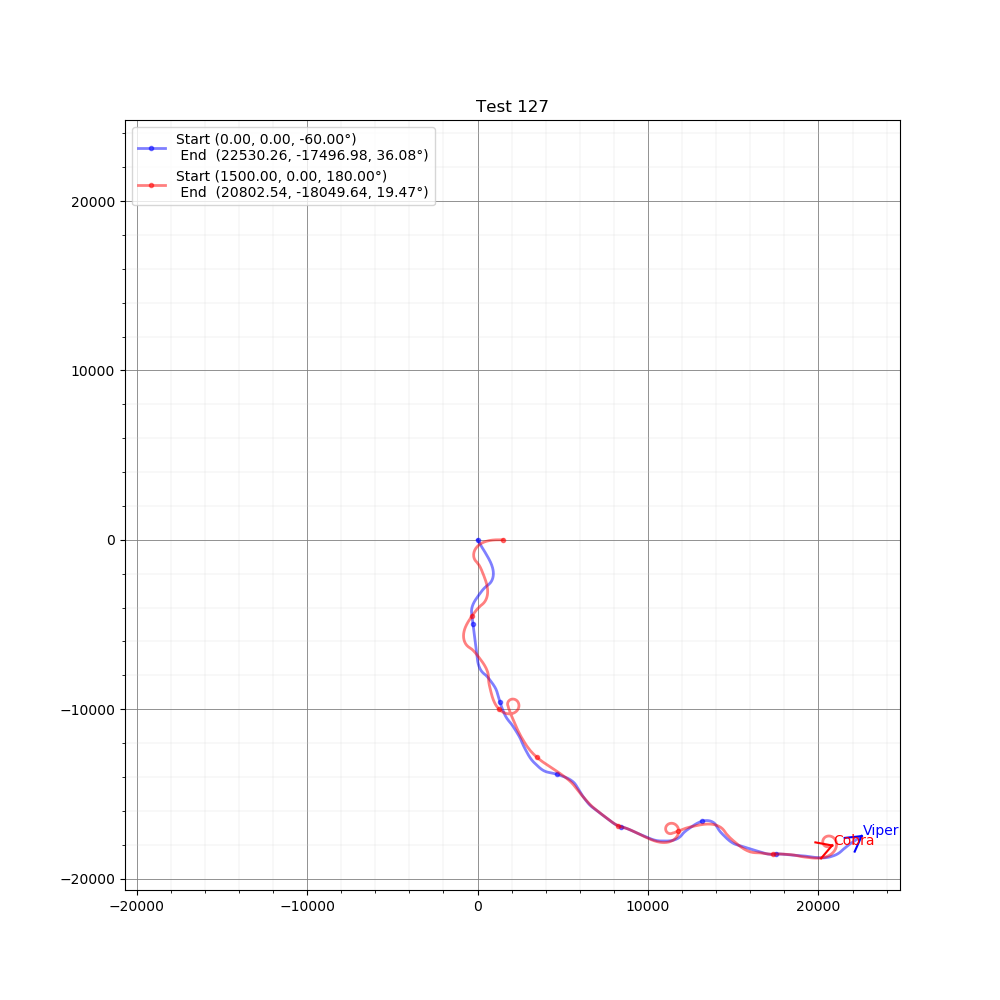 Test 127
Start (0.00, 0.00, -60.00°)
End  (22530.26, -17496.98, 36.08°)
Start (1500.00, 0.00, 180.00°)
End  (20802.54, -18049.64, 19.47°)
20000
10000
0
−10000
−20000
Viper
Cobra
−20000
−10000
0
10000
20000